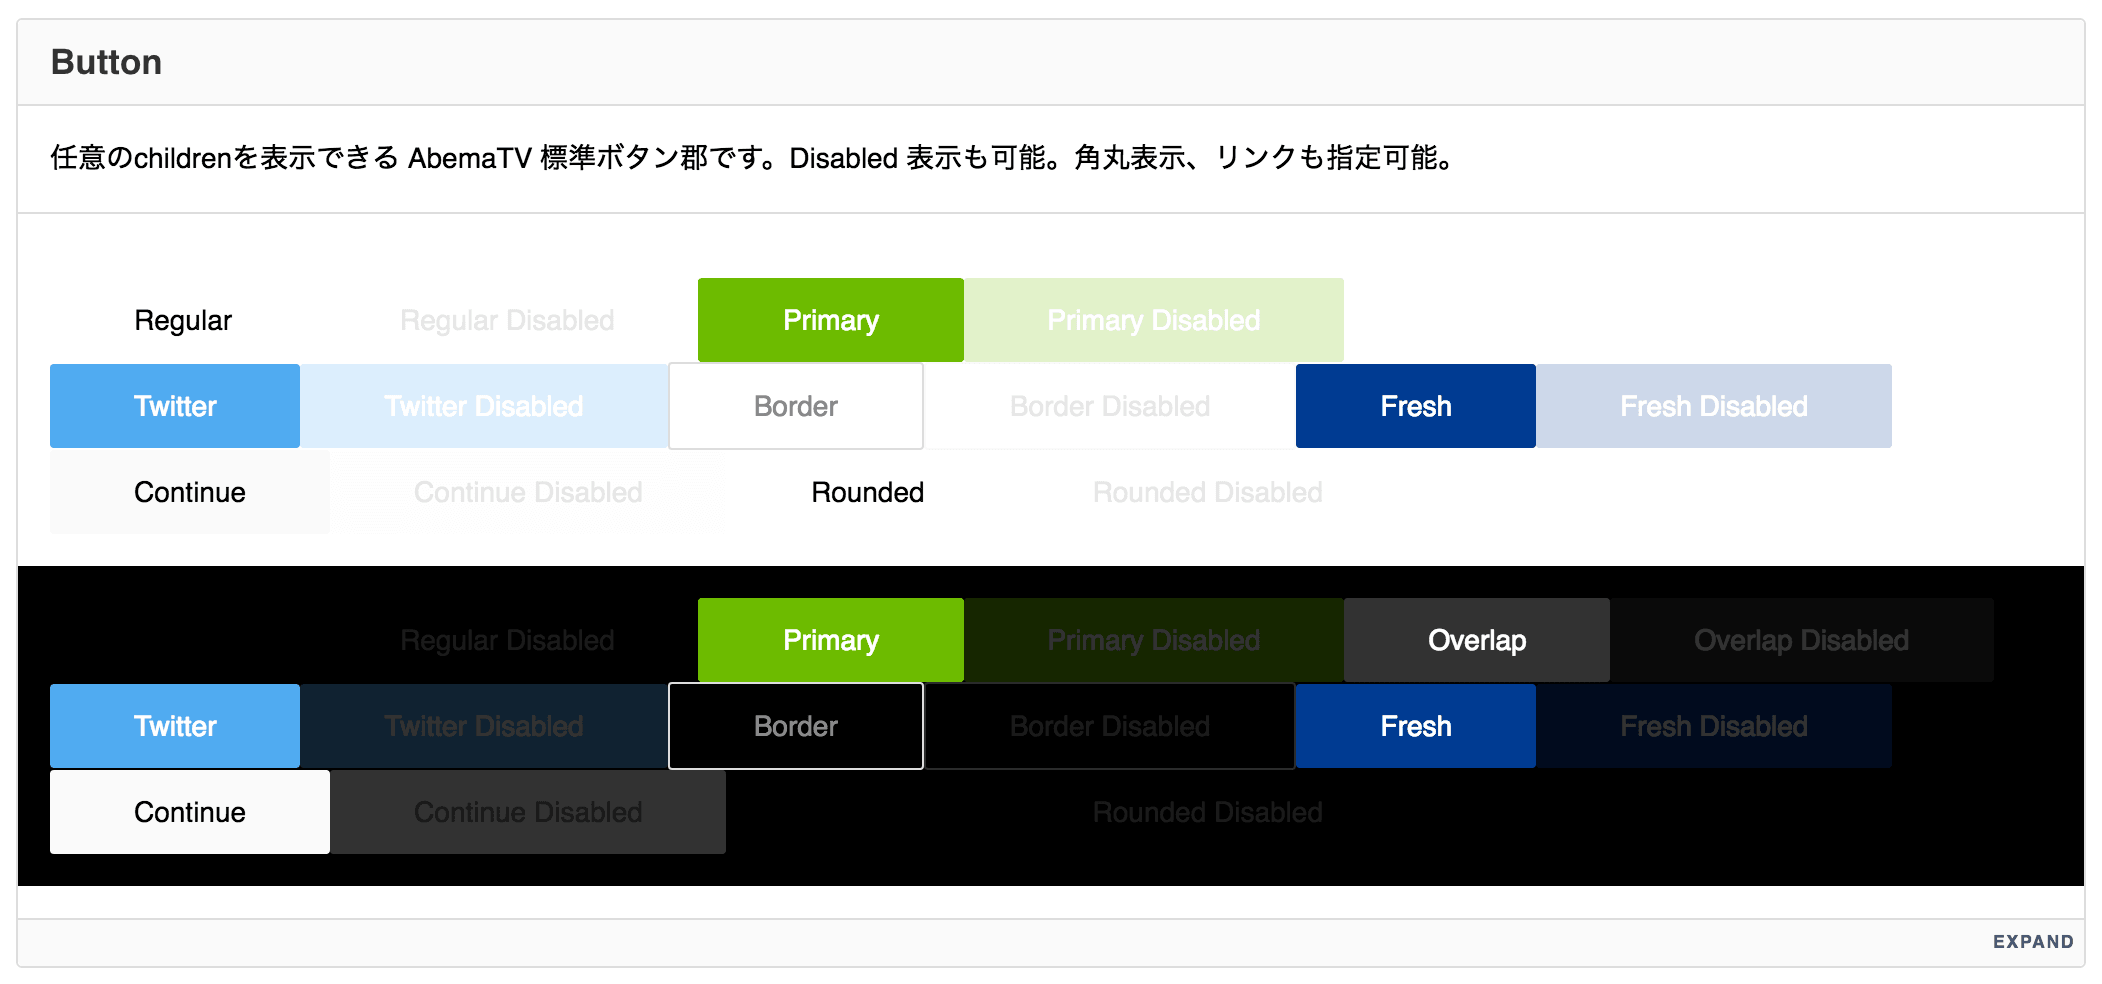 Button
任意のchildrenを表示できる AbemaTV 標準ボタン郡です。Disabled 表示も可能。角丸表示、リンクも指定可能。
Regular Regular Disabled Primary Primary Disabled
Twitter Twitter Disabled Border Border Disabled Fresh Fresh Disabled
Continue Continue Disabled Rounded Rounded Disabled
Regular Disabled Primary Primary Disabled Overlap Overlap Disabled
Twitter Twitter Disabled Border Border Disabled Fresh Fresh Disabled
Continue Continue Disabled Rounded Disabled
EXPAND